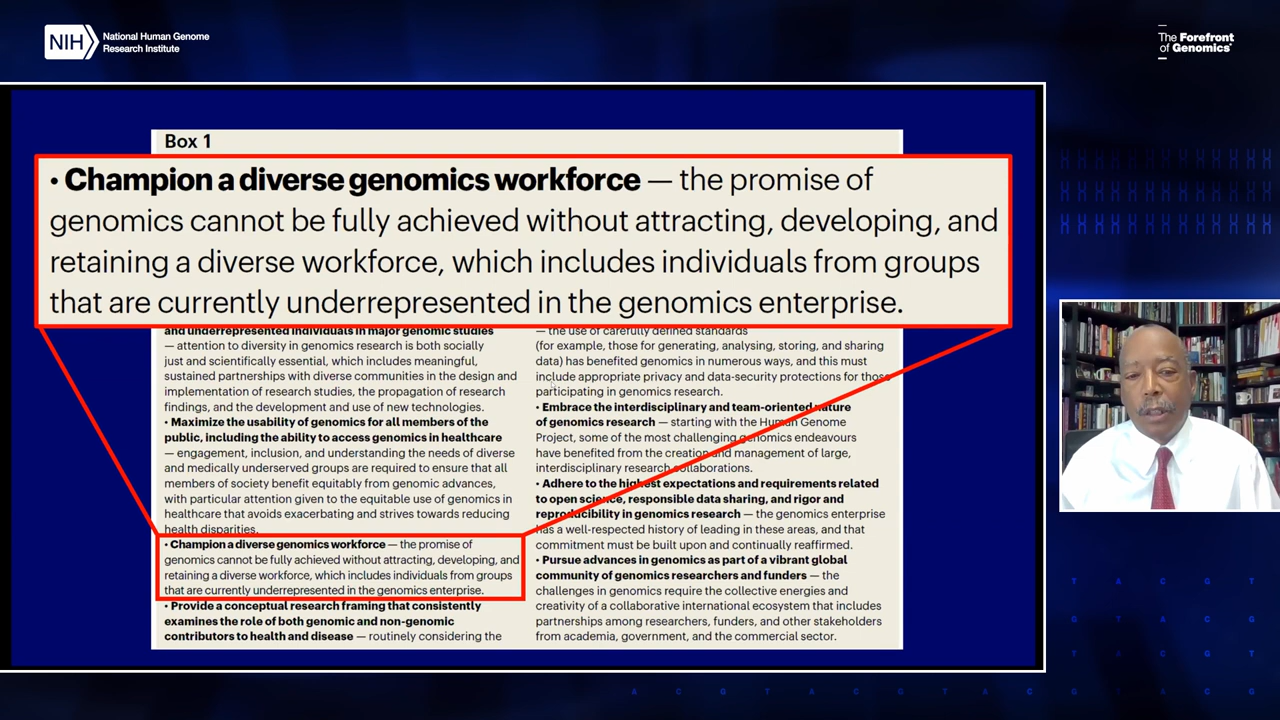 NIH
National Human Genome
Research Institute
The Forefront
of Genomics®
Box 1
• Champion a diverse genomics workforce — the promise of
genomics cannot be fully achieved without attracting, developing, and
retaining a diverse workforce, which includes individuals from groups
that are currently underrepresented in the genomics enterprise.
and underrepresented individuals in major genomic studies
— attention to diversity in genomics research is both socially
just and scientifically essential, which includes meaningful,
sustained partnerships with diverse communities in the design and
implementation of research studies, the propagation of research
findings, and the development and use of new technologies.
• Maximize the usability of genomics for all members of the
public, including the ability to access genomics in healthcare
— engagement, inclusion, and understanding the needs of diverse
and medically underserved groups are required to ensure that all
members of society benefit equitably from genomic advances,
with particular attention given to the equitable use of genomics in
healthcare that avoids exacerbating and strives towards reducing
health disparities.
• Champion a diverse genomics workforce — the promise of
genomics cannot be fully achieved without attracting, developing, and
retaining a diverse workforce, which includes individuals from groups
that are currently underrepresented in the genomics enterprise.
• Provide a conceptual research framing that consistently
examines the role of both genomic and non-genomic
contributors to health and disease — routinely considering the
— the use of carefully defined standards
(for example, those for generating, analysing, storing, and sharing
data) has benefited genomics in numerous ways, and this must
include appropriate privacy and data-security protections for those
participating in genomics research.
• Embrace the interdisciplinary and team-oriented nature
of genomics research — starting with the Human Genome
Project, some of the most challenging genomics endeavours
have benefited from the creation and management of large,
interdisciplinary research collaborations.
• Adhere to the highest expectations and requirements related
to open science, responsible data sharing, and rigor and
reproducibility in genomics research — the genomics enterprise
has a well-respected history of leading in these areas, and that
commitment must be built upon and continually reaffirmed.
• Pursue advances in genomics as part of a vibrant global
community of genomics researchers and funders — the
challenges in genomics require the collective energies and
creativity of a collaborative international ecosystem that includes
partnerships among researchers, funders, and other stakeholders
from academia, government, and the commercial sector.
T A C G T
T A C G T
T A C G T
A C G T A C G T A C G T A C G